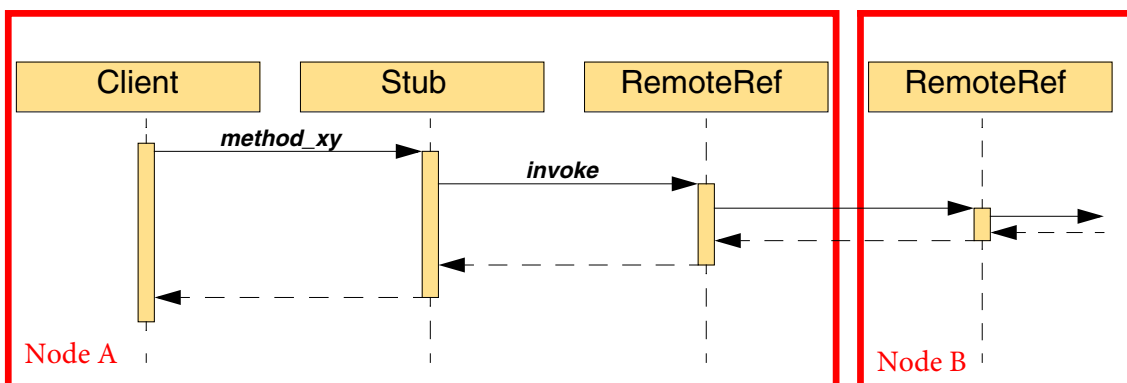 Client
Stub
RemoteRef
RemoteRef
method_xy
invoke
Node A
Node B